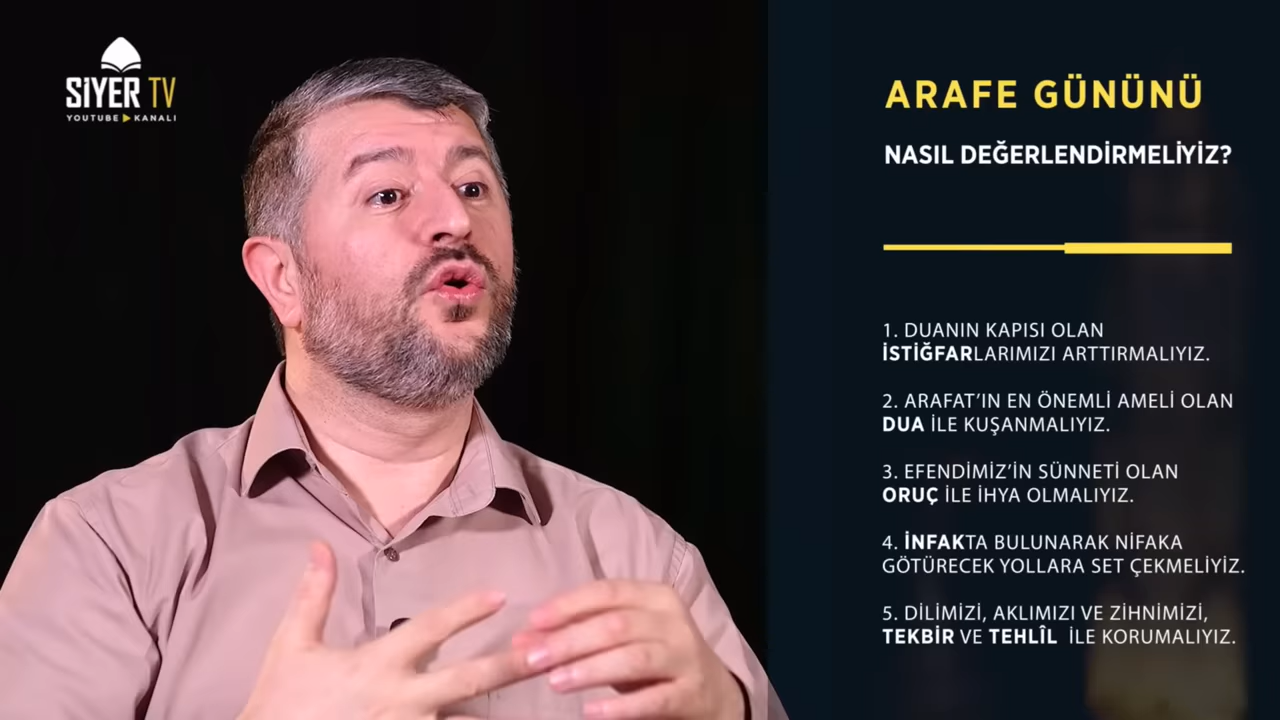 SİYER TV
YOUTUBE KANALI
ARAFE GÜNÜNÜ
NASIL DEĞERLENDİRMELİYİZ?
1. DUANIN KAPISI OLAN
İSTİĞFARLARIMIZI ARTTIRMALIYIZ.
2. ARAFAT’IN EN ÖNEMLİ AMELİ OLAN
DUA İLE KUŞANMALIYIZ.
3. EFENDİMİZ’İN SÜNNETİ OLAN
ORUÇ İLE İHYA OLMALIYIZ.
4. İNFAKTA BULUNARAK NİFAKA
GÖTÜRECEK YOLLARA SET ÇEKMELİYİZ.
5. DİLİMİZİ, AKLIMIZI VE ZİHNİMİZİ,
TEKBİR VE TEHLÎL İLE KORUMALIYIZ.